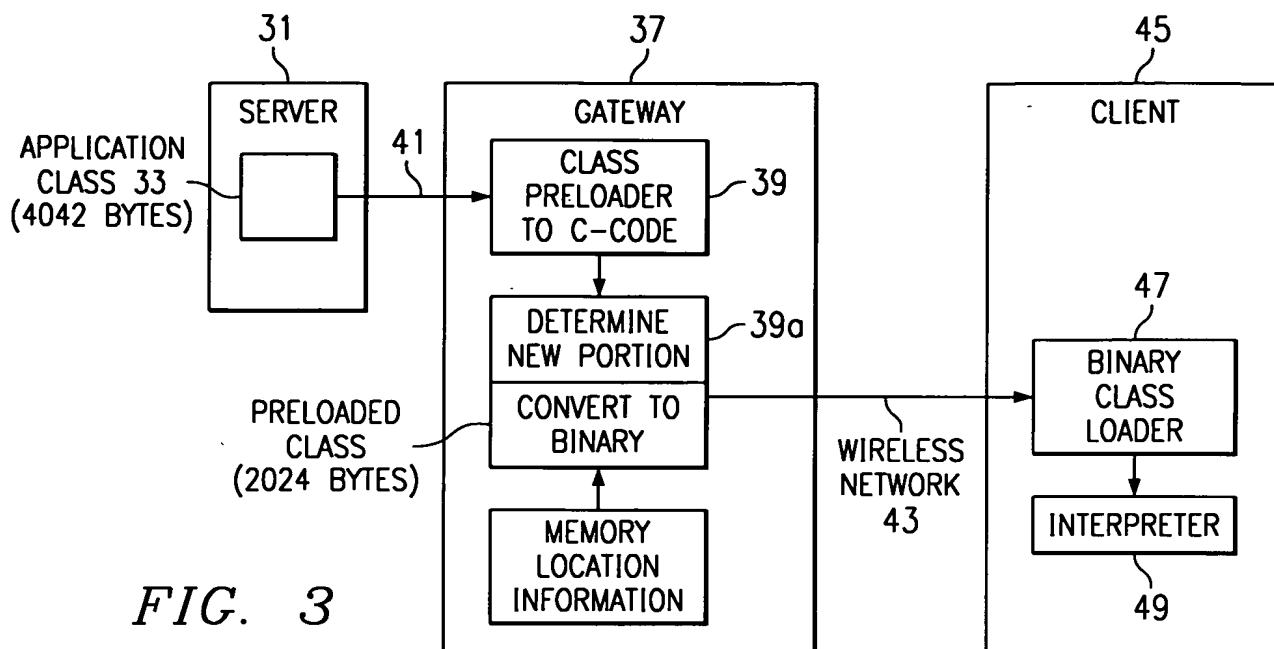 31
SERVER
APPLICATION
CLASS 33
(4042 BYTES)
41
37
GATEWAY
CLASS
PRELOADER
TO C-CODE
39
DETERMINE
NEW PORTION
39a
CONVERT TO
BINARY
PRELOADED
CLASS
(2024 BYTES)
MEMORY
LOCATION
INFORMATION
WIRELESS
NETWORK
43
45
CLIENT
47
BINARY
CLASS
LOADER
INTERPRETER
49
FIG. 3